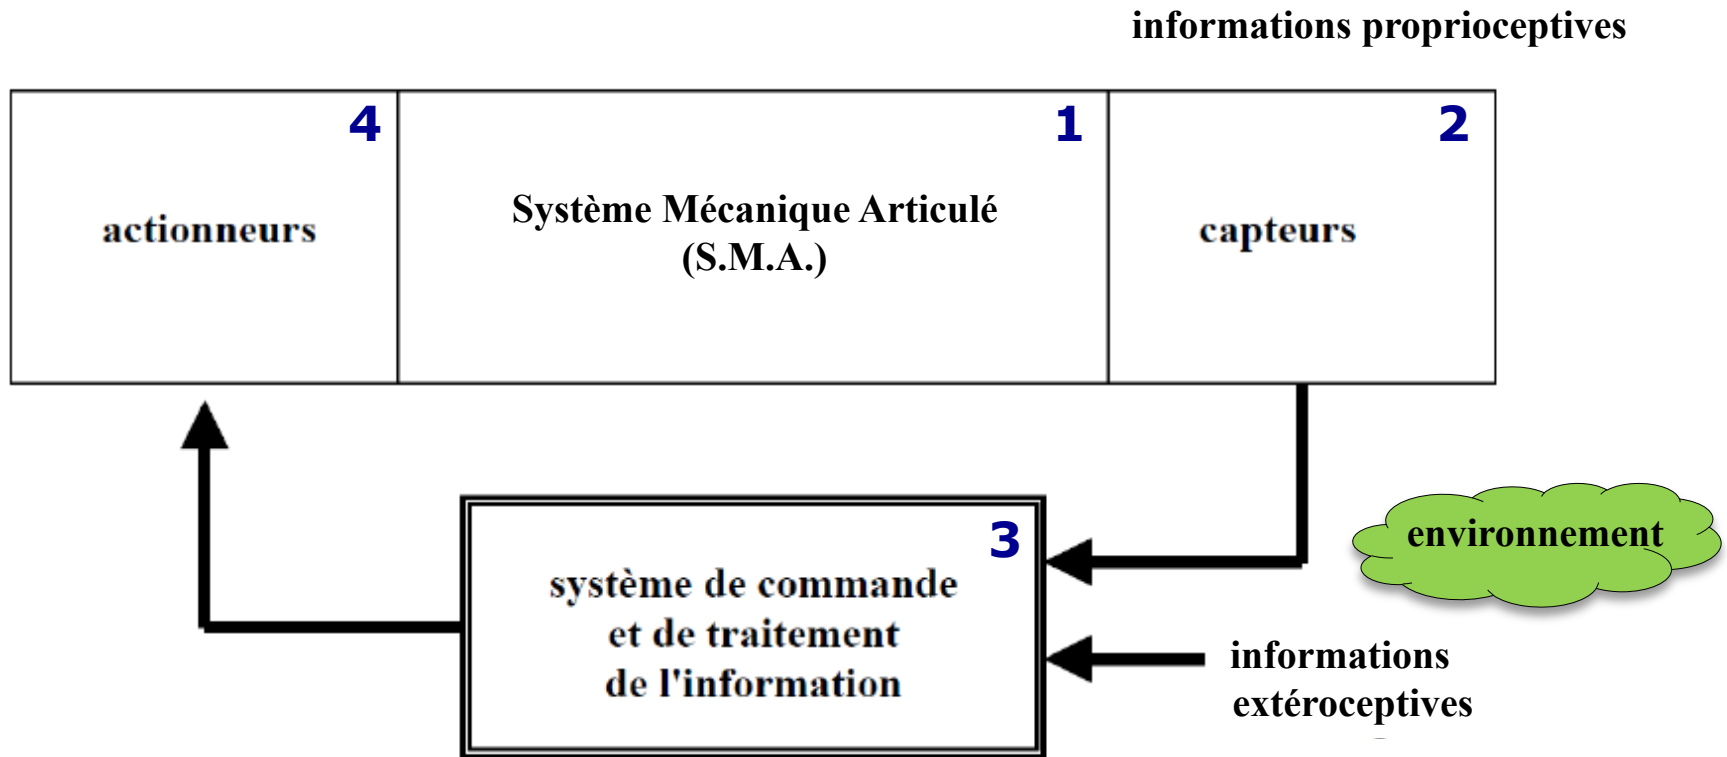 informations proprioceptives
4
1
2
actionneurs
Système Mécanique Articulé
(S.M.A.)
capteurs
3
système de commande
et de traitement
de l'information
environnement
informations
extéroceptives